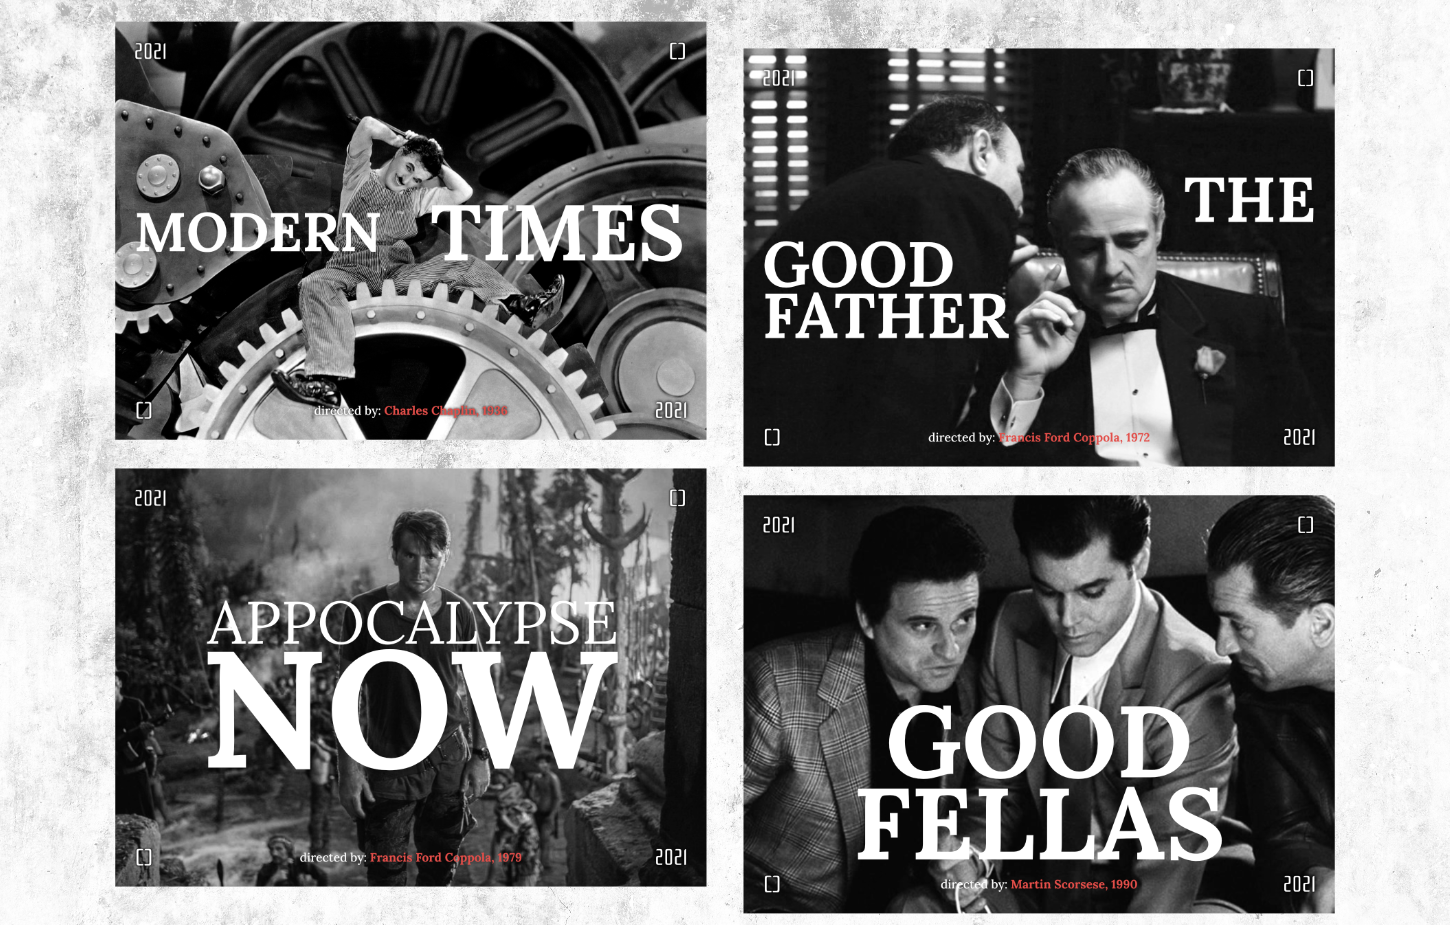 2021
MODERN TIMES
directed by: Charles Chaplin, 1936
2021
2021
THE
GOOD
FATHER
directed by: Francis Ford Coppola, 1972
2021
2021
APPOCALYPSE
NOW
directed by: Francis Ford Coppola, 1979
2021
2021
GOOD
FELLAS
directed by: Martin Scorsese, 1990
2021